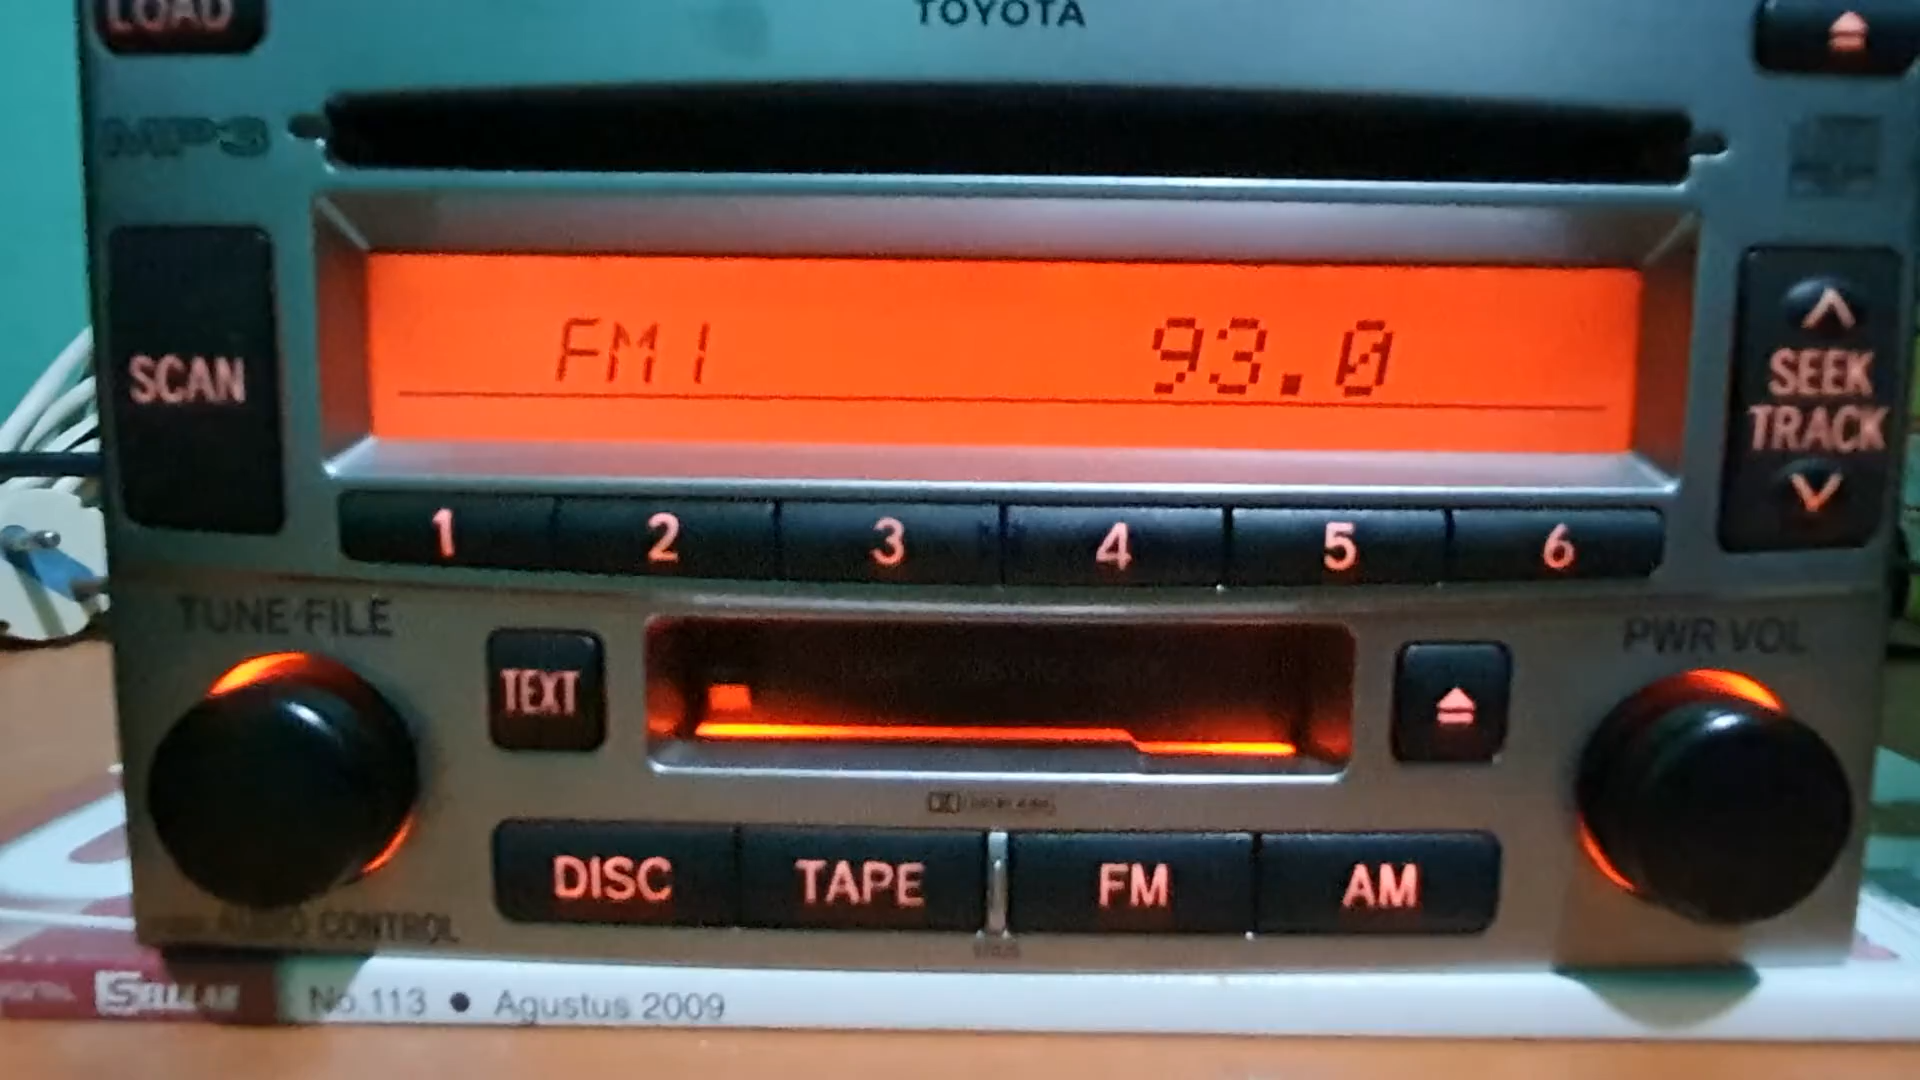 LOAD
TOYOTA
MP3
SCAN
FM1 93.0
SEEK
TRACK
1 2 3 4 5 6
TUNE·FILE
PWR·VOL
TEXT
DISC TAPE FM AM
AUDIO CONTROL
No.113 ● Agustus 2009